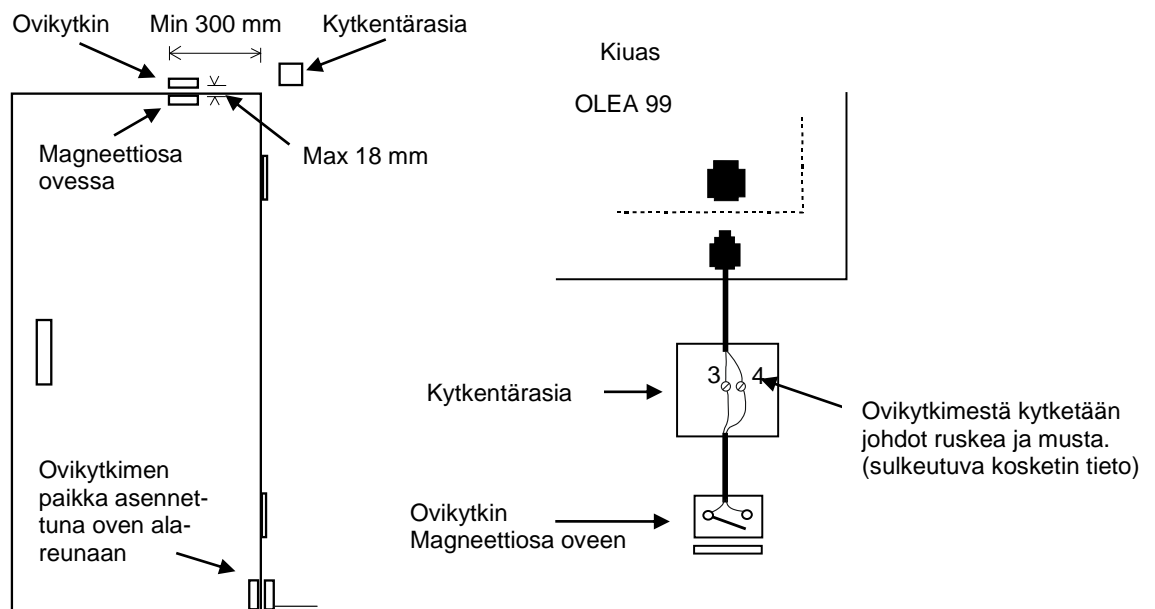 Ovikytkin
Min 300 mm
Kytkentärasia
Magneettiosa
ovessa
Max 18 mm
Ovikytkimen
paikka asennet-
tuna oven ala-
reunaan
Kiuas
OLEA 99
Kytkentärasia
3 4
Ovikytkimestä kytketään
johdot ruskea ja musta.
(sulkeutuva kosketin tieto)
Ovikytkin
Magneettiosa oveen